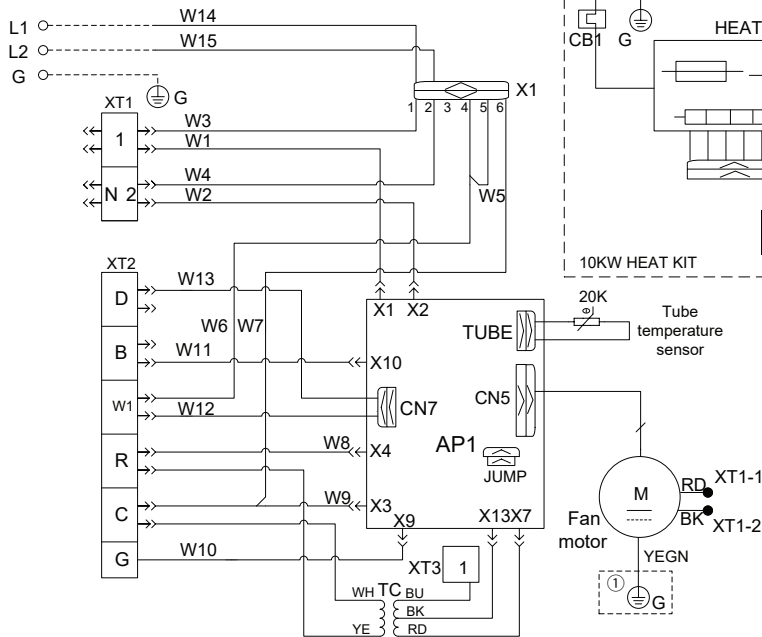 L1
W14
L2
W15
G
G
X1
1 2 3 4 5 6
CB1
G
HEAT
10KW HEAT KIT
XT1
1
W3
W1
N 2
W4
W2
W5
XT2
D
W13
B
W11
W1
W12
R
W8
C
W9
G
W10
W6
W7
X1
X2
X10
CN7
X4
X3
X9
AP1
JUMP
TUBE
CN5
X13
X7
20K
Tube
temperature
sensor
M
Fan
motor
RD
XT1-1
BK
XT1-2
YEGN
①
G
XT3
1
TC
WH
YE
BU
BK
RD